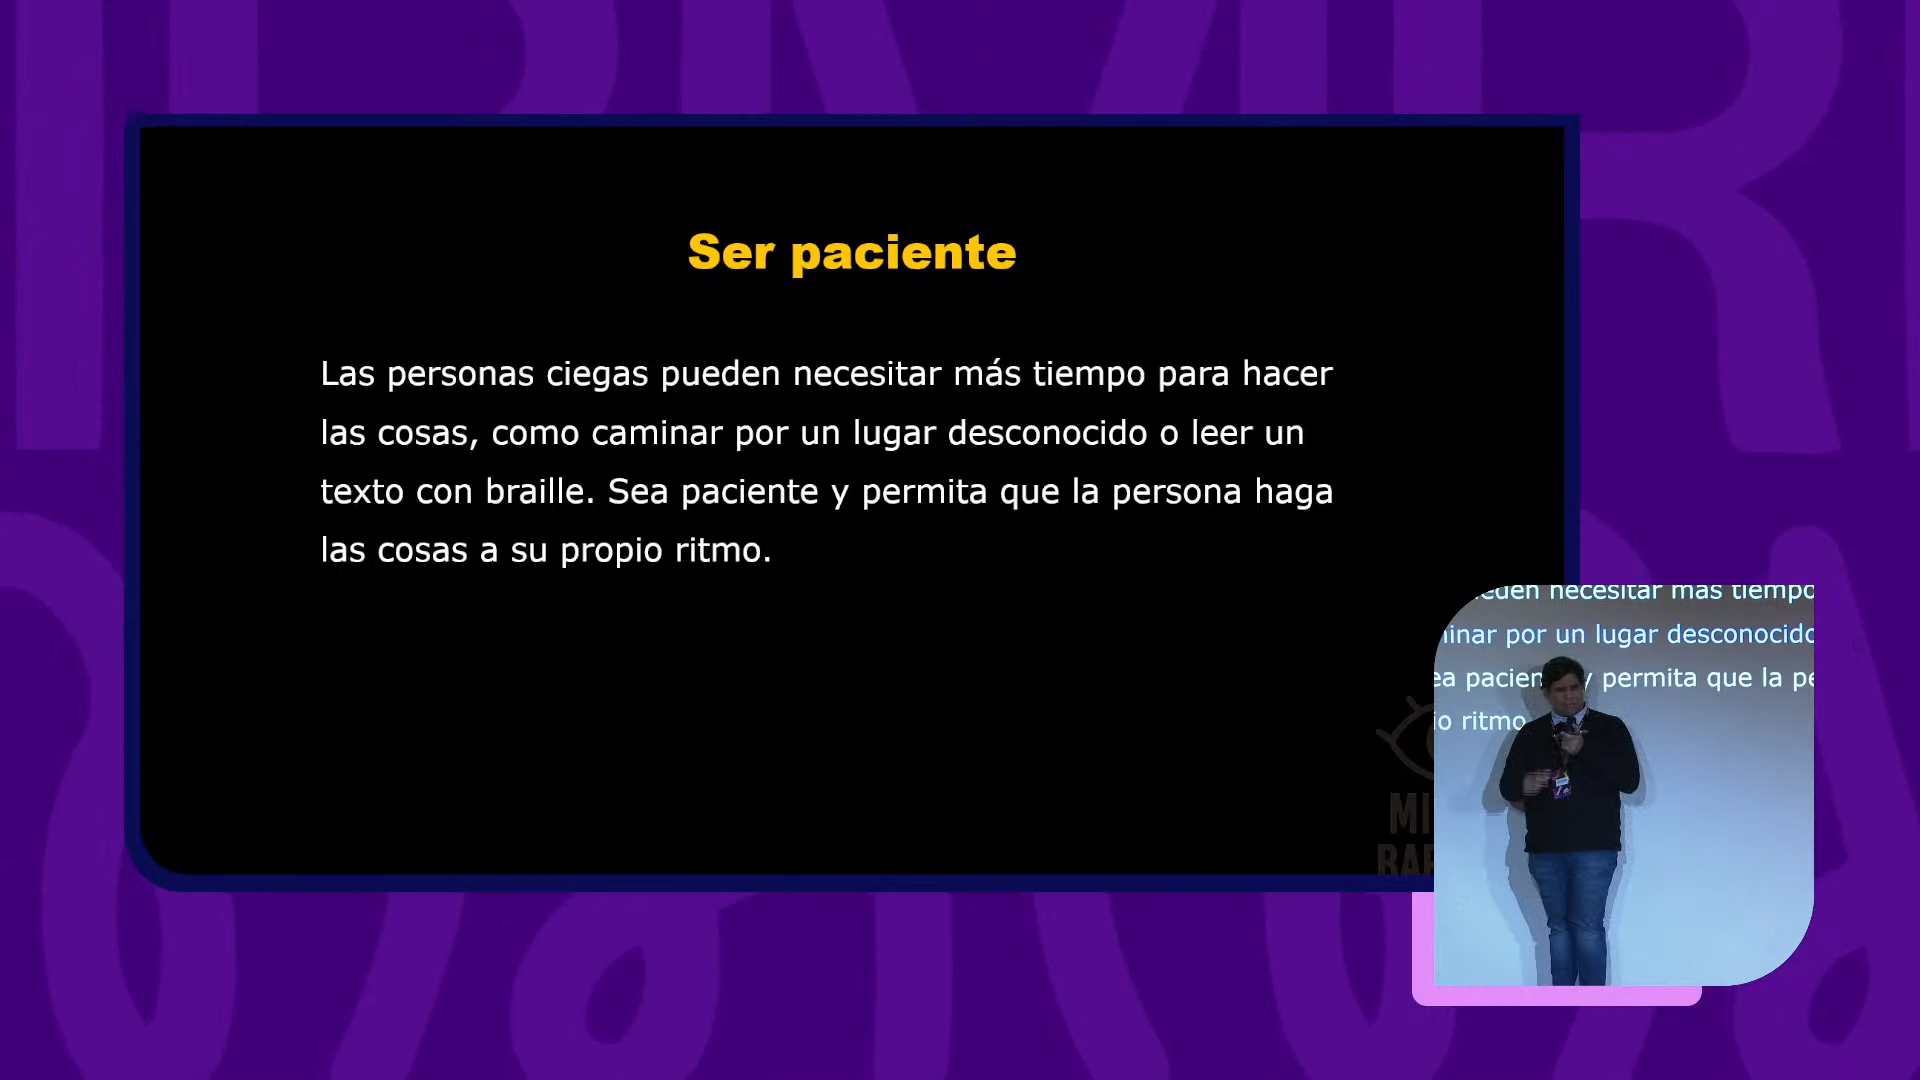 Ser paciente
Las personas ciegas pueden necesitar más tiempo para hacer
las cosas, como caminar por un lugar desconocido o leer un
texto con braille. Sea paciente y permita que la persona haga
las cosas a su propio ritmo.
necesitar más tiempo
por un lugar desconocido
permita que la
ritmo